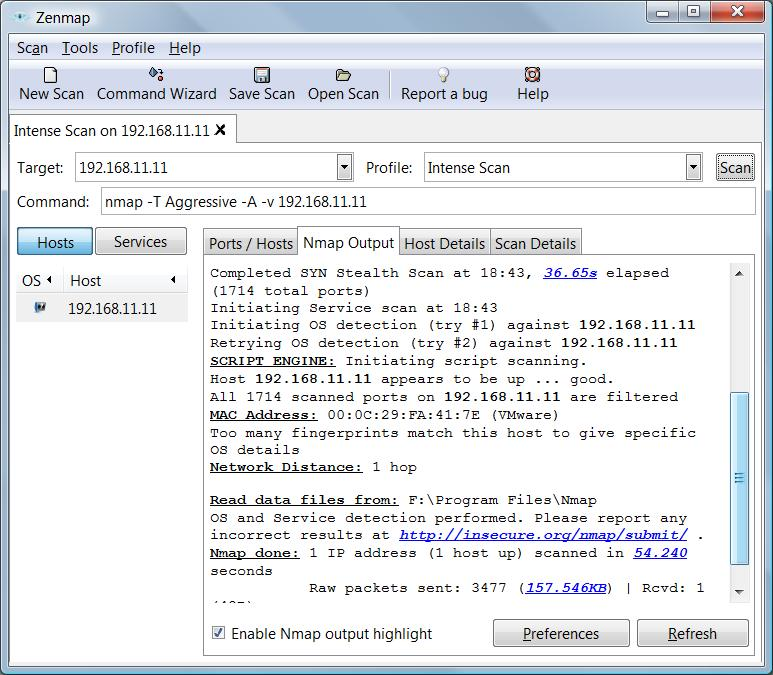 Zenmap
Scan Tools Profile Help
New Scan Command Wizard Save Scan Open Scan Report a bug Help
Intense Scan on 192.168.11.11
Target: 192.168.11.11 Profile: Intense Scan Scan
Command: nmap -T Aggressive -A -v 192.168.11.11
Hosts Services
OS Host
192.168.11.11
Ports / Hosts Nmap Output Host Details Scan Details
Completed SYN Stealth Scan at 18:43, 36.65s elapsed
(1714 total ports)
Initiating Service scan at 18:43
Initiating OS detection (try #1) against 192.168.11.11
Retrying OS detection (try #2) against 192.168.11.11
SCRIPT ENGINE: Initiating script scanning.
Host 192.168.11.11 appears to be up ... good.
All 1714 scanned ports on 192.168.11.11 are filtered
MAC Address: 00:0C:29:FA:41:7E (VMware)
Too many fingerprints match this host to give specific
OS details
Network Distance: 1 hop
Read data files from: F:\Program Files\Nmap
OS and Service detection performed. Please report any
incorrect results at http://insecure.org/nmap/submit/ .
Nmap done: 1 IP address (1 host up) scanned in 54.240
seconds
Raw packets sent: 3477 (157.546KB) | Rcvd: 1
Enable Nmap output highlight Preferences Refresh